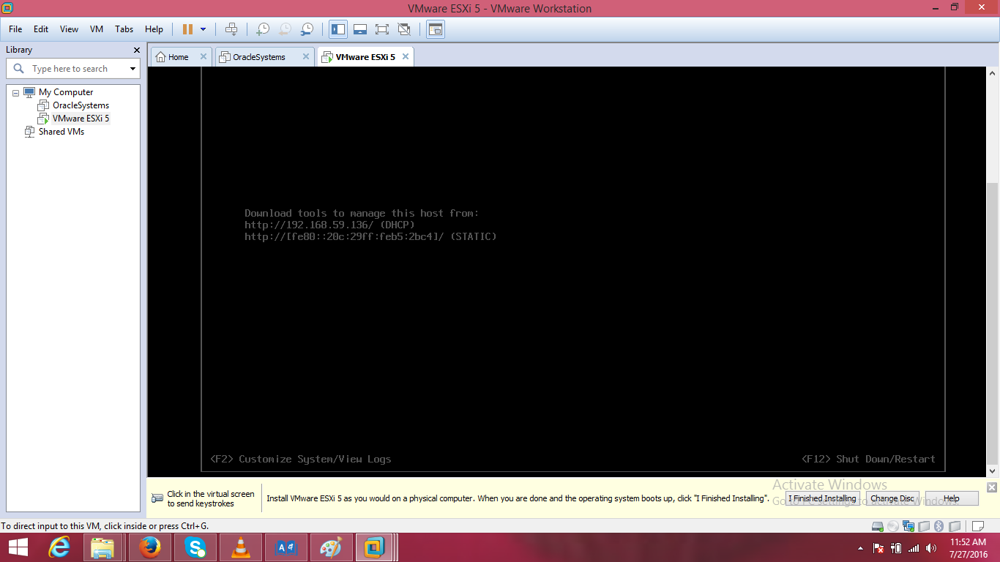 VMware ESXi 5 - VMware Workstation
File Edit View VM Tabs Help
Library
Type here to search
My Computer
OracleSystems
VMware ESXi 5
Shared VMs
Home
OracleSystems
VMware ESXi 5
Download tools to manage this host from:
http://192.168.59.136/ (DHCP)
http://[fe80::20c:29ff:feb5:2bc4]/ (STATIC)
<F2> Customize System/View Logs
<F12> Shut Down/Restart
Click in the virtual screen
to send keystrokes
Install VMware ESXi 5 as you would on a physical computer. When you are done and the operating system boots up, click "I Finished Installing".
I Finished Installing
Change Disc
Help
Activate Windows
Go to PC settings to activate Windows.
To direct input to this VM, click inside or press Ctrl+G.
11:52 AM
7/27/2016